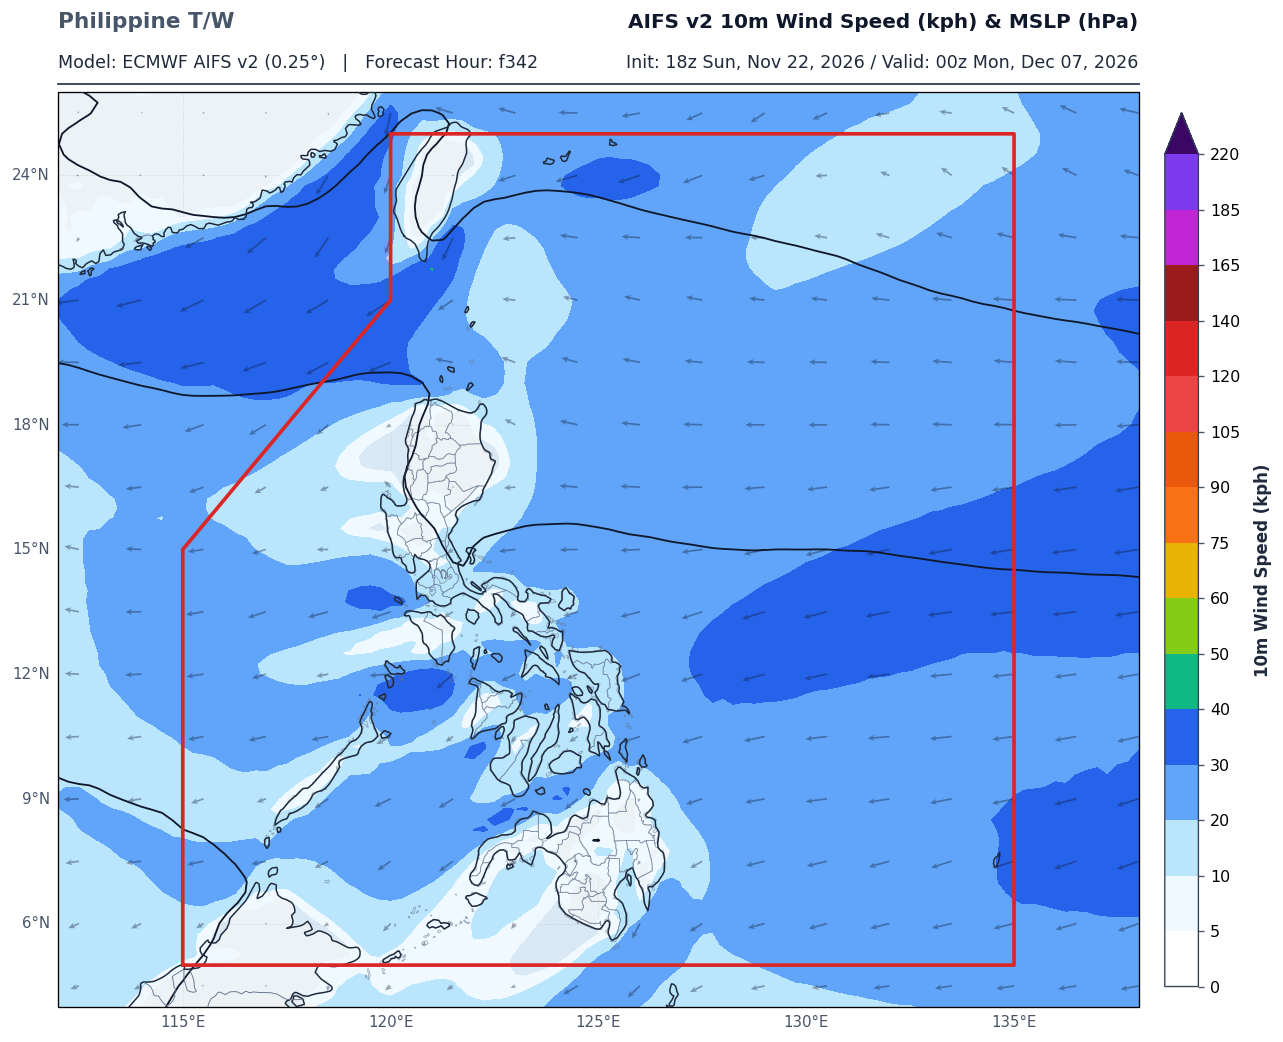 Philippine T/W
AIFS v2 10m Wind Speed (kph) & MSLP (hPa)
Model: ECMWF AIFS v2 (0.25°) | Forecast Hour: f342
Init: 18z Sun, Nov 22, 2026 / Valid: 00z Mon, Dec 07, 2026
24°N
21°N
18°N
15°N
12°N
9°N
6°N
115°E
120°E
125°E
130°E
135°E
220
185
165
140
120
105
90
75
60
50
40
30
20
10
5
0
10m Wind Speed (kph)